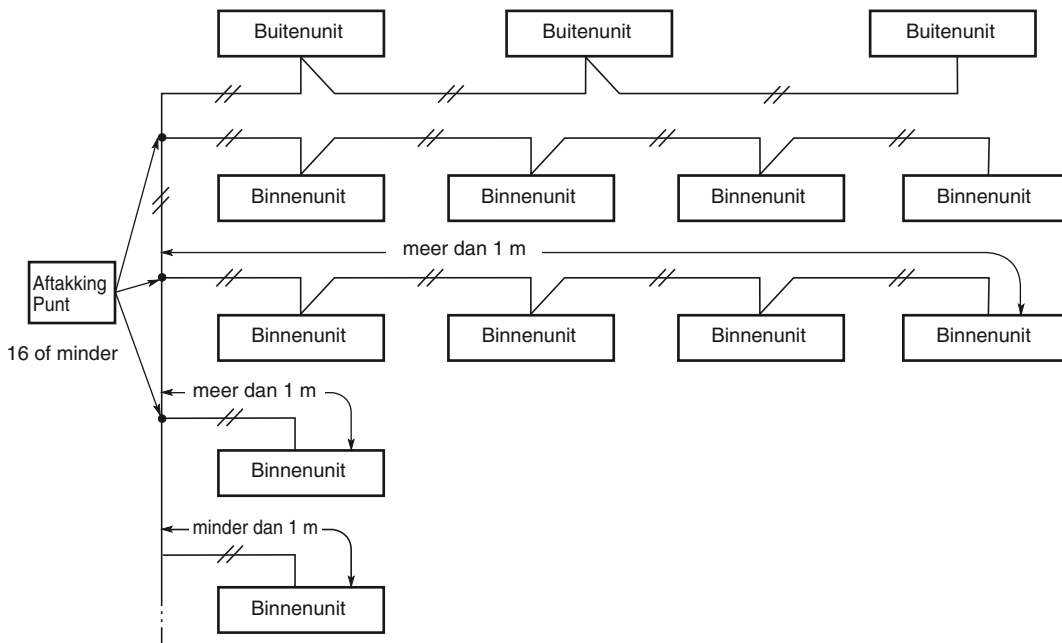 Buitenunit Buitenunit Buitenunit
Binnenunit Binnenunit Binnenunit Binnenunit
meer dan 1 m
Aftakking
Punt
Binnenunit Binnenunit Binnenunit Binnenunit
16 of minder
meer dan 1 m
Binnenunit
minder dan 1 m
Binnenunit